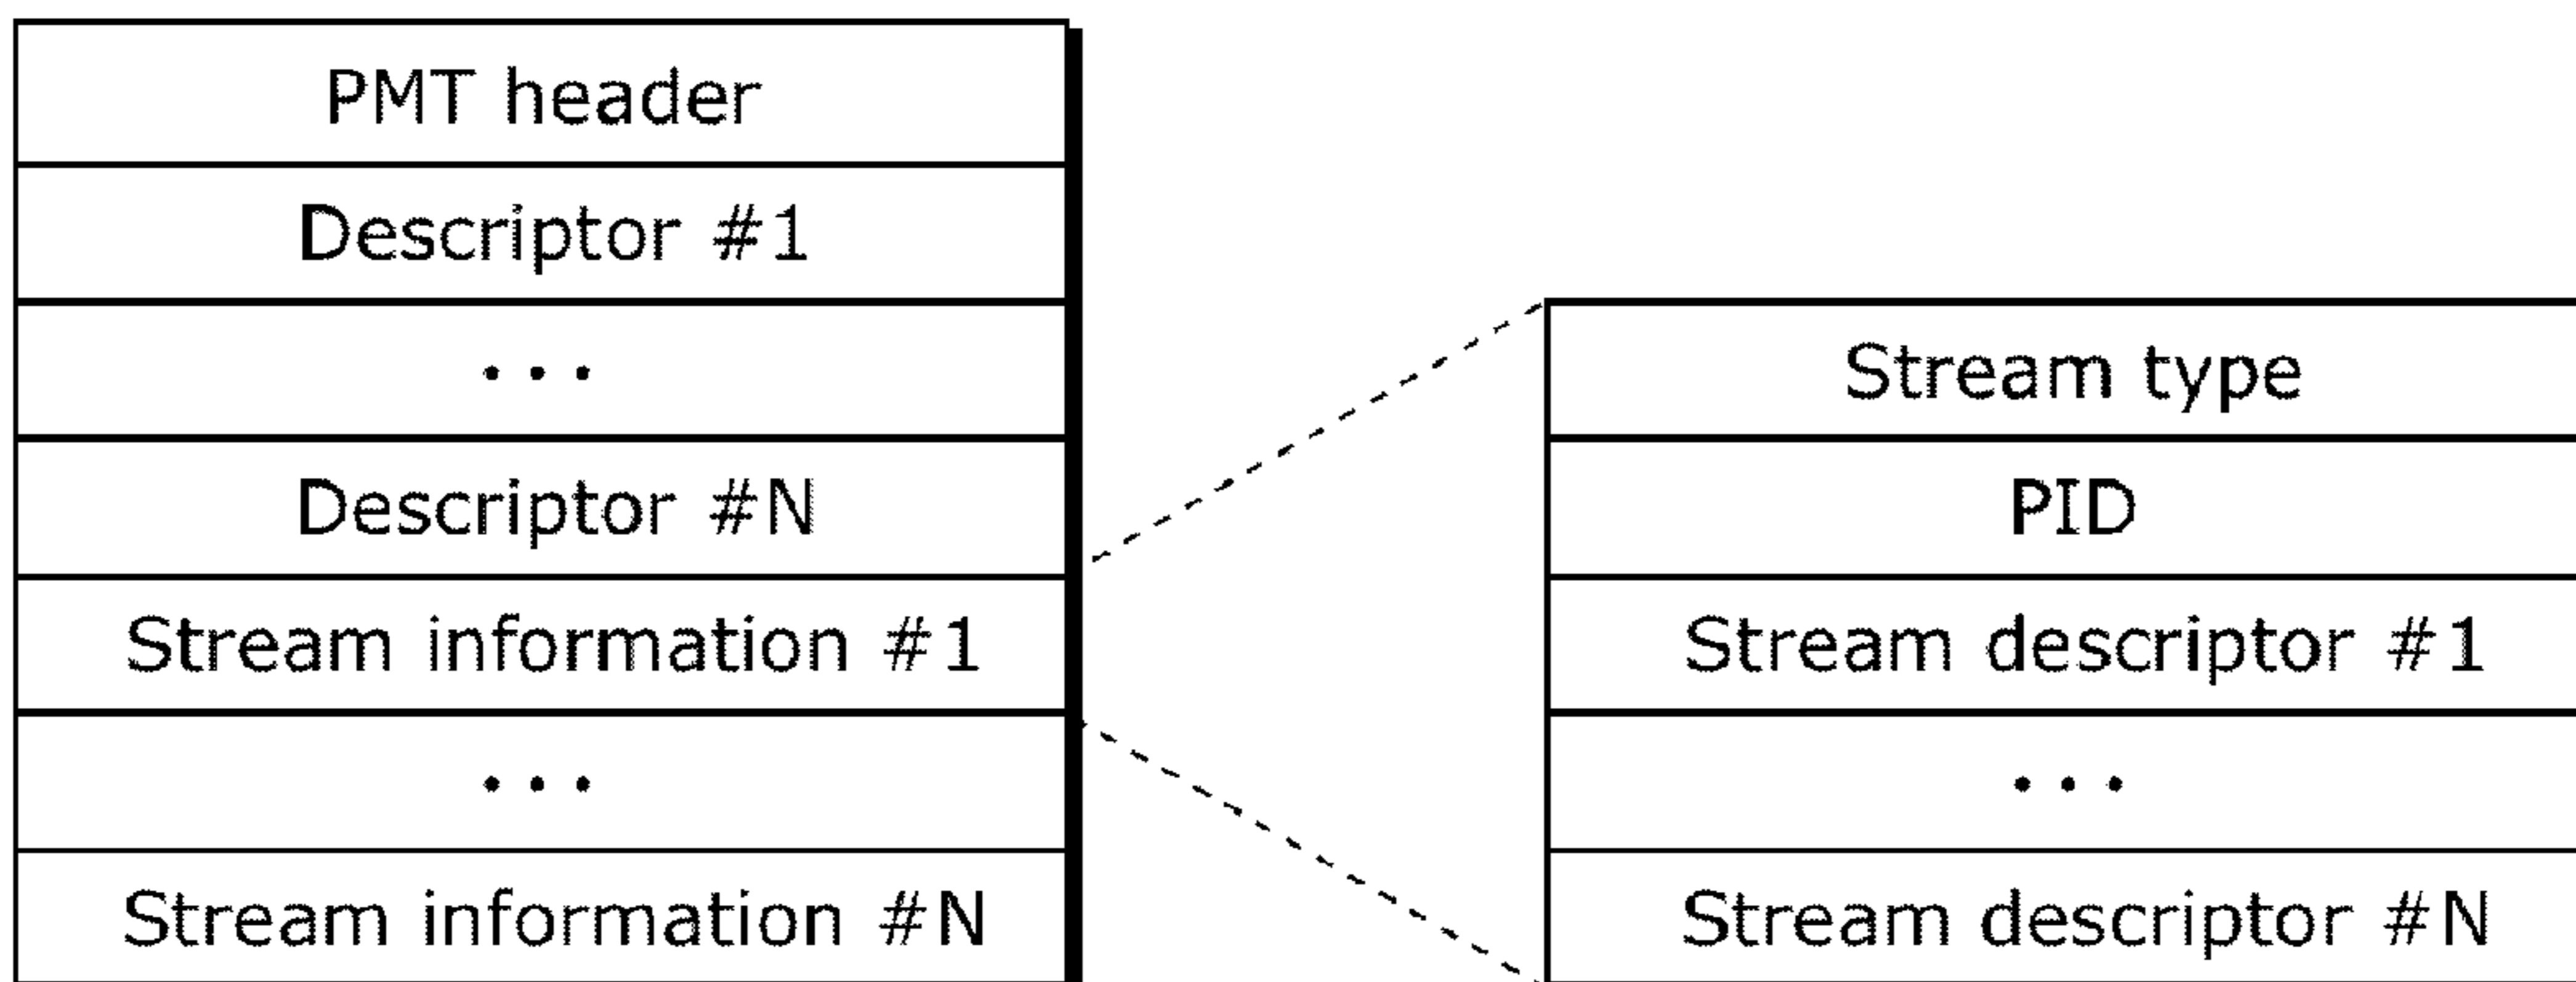 PMT header
Descriptor #1
...
Descriptor #N
Stream information #1
...
Stream information #N
Stream type
PID
Stream descriptor #1
...
Stream descriptor #N